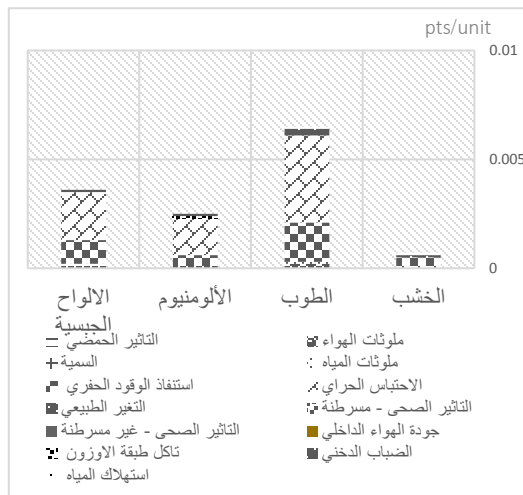 pts/unit
0.01
0.005
0
الخشب
الطوب
الألومنيوم
الالواح
الجبسية
ملوثات الهواء
التاثير الحمضي
ملوثات المياه
السمية
الاحتباس الحراي
استنفاذ الوقود الحفري
التاثير الصحى - مسرطنة
التغير الطبيعي
جودة الهواء الداخلي
التاثير الصحى - غير مسرطنة
الضباب الدخني
تاكل طبقة الاوزون
استهلاك المياه